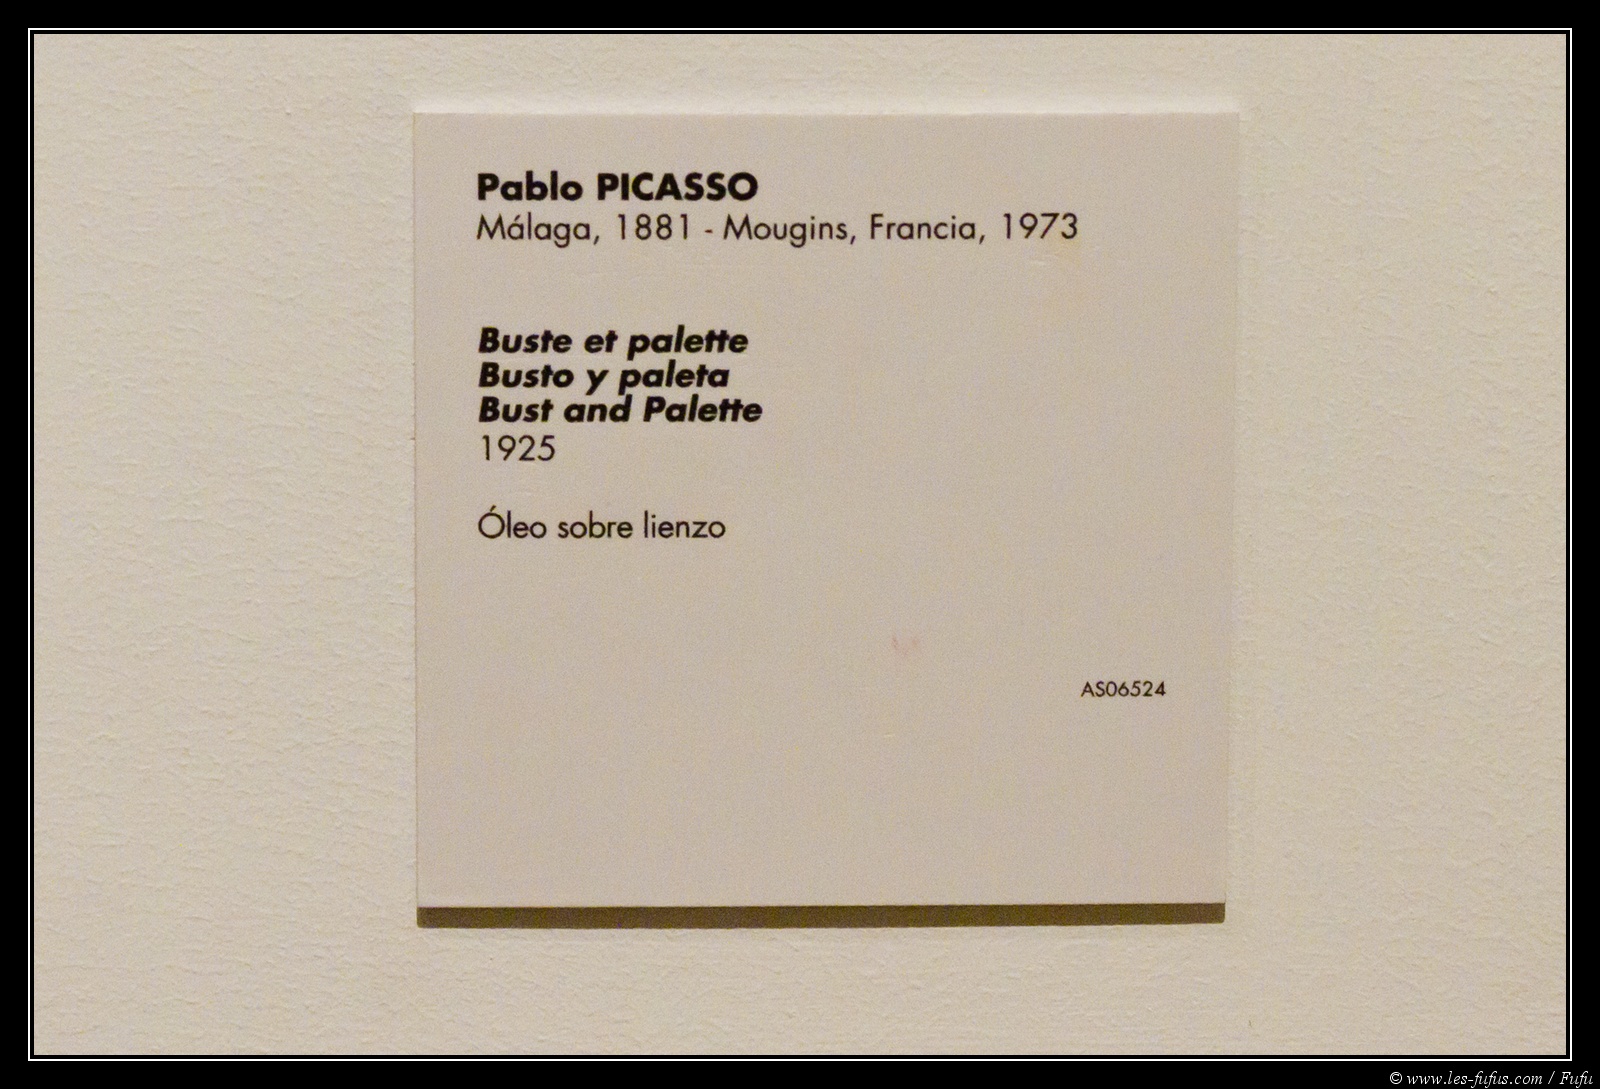 Pablo PICASSO
Málaga, 1881 - Mougins, Francia, 1973
Buste et palette
Busto y paleta
Bust and Palette
1925
Óleo sobre lienzo
AS06524
© www.les-fufus.com / Fufu